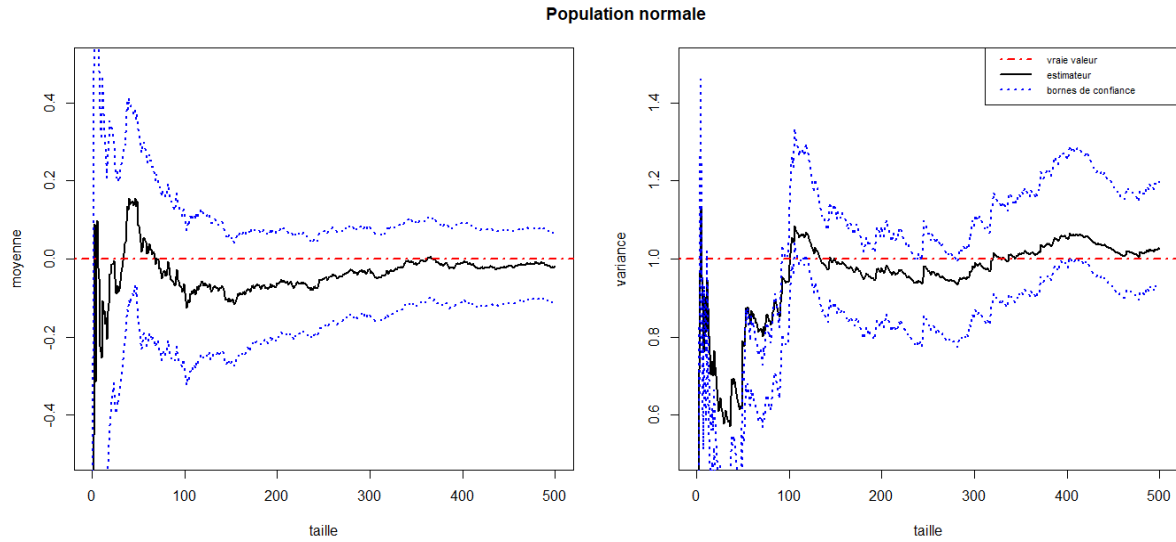 Population normale
moyenne
0.4
0.2
0.0
-0.2
-0.4
0 100 200 300 400 500
taille
variance
1.4
1.2
1.0
0.8
0.6
0 100 200 300 400 500
taille
vraie valeur
estimateur
bornes de confiance